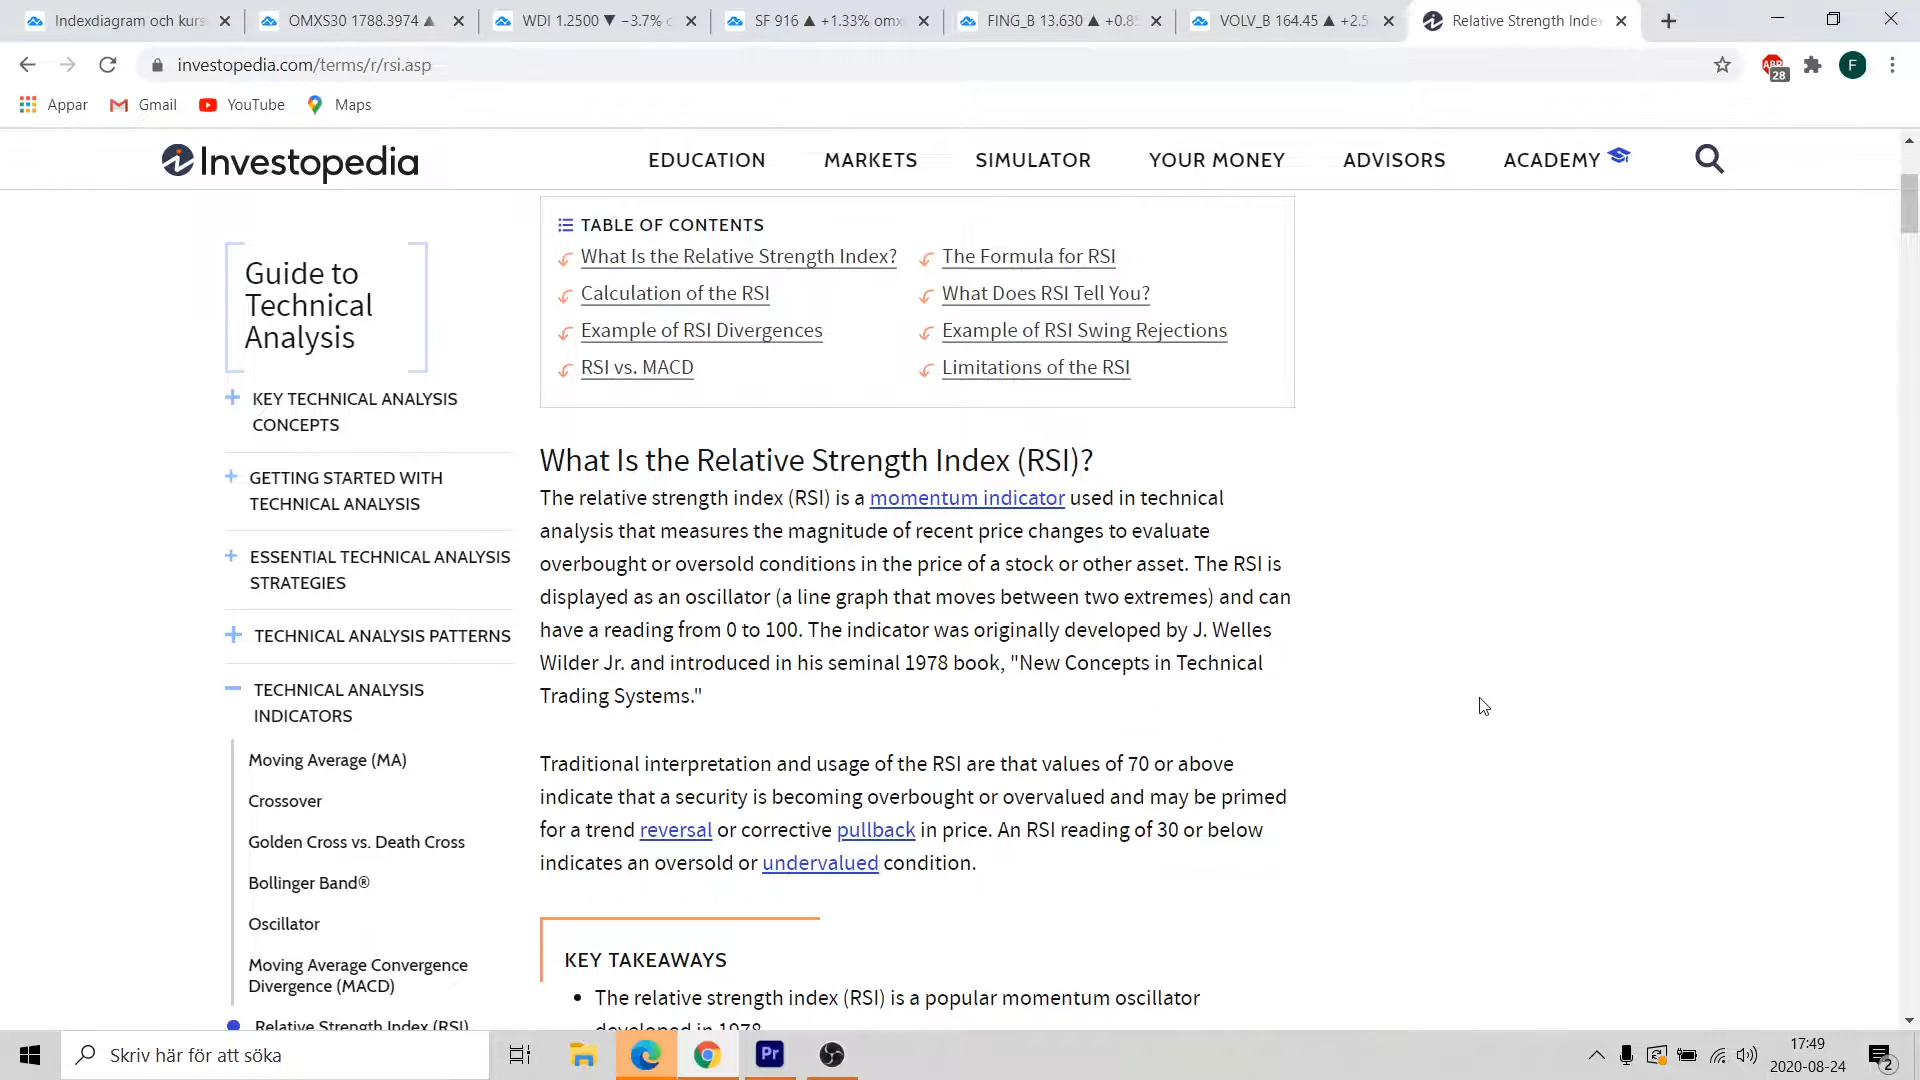 Indexdiagram och kurs
OMXS30 1788.3974 ▲
WDI 1.2500 ▼ −3.7%
SF 916 ▲ +1.33% omx
FING_B 13.630 ▲ +0.8
VOLV_B 164.45 ▲ +2.5
Relative Strength Index
investopedia.com/terms/r/rsi.asp
ABP
28
F
Appar
Gmail
YouTube
Maps
Investopedia
EDUCATION
MARKETS
SIMULATOR
YOUR MONEY
ADVISORS
ACADEMY
TABLE OF CONTENTS
What Is the Relative Strength Index?
The Formula for RSI
Calculation of the RSI
What Does RSI Tell You?
Example of RSI Divergences
Example of RSI Swing Rejections
RSI vs. MACD
Limitations of the RSI
Guide to
Technical
Analysis
KEY TECHNICAL ANALYSIS
CONCEPTS
GETTING STARTED WITH
TECHNICAL ANALYSIS
ESSENTIAL TECHNICAL ANALYSIS
STRATEGIES
TECHNICAL ANALYSIS PATTERNS
TECHNICAL ANALYSIS
INDICATORS
Moving Average (MA)
Crossover
Golden Cross vs. Death Cross
Bollinger Band®
Oscillator
Moving Average Convergence
Divergence (MACD)
Relative Strength Index (RSI)
What Is the Relative Strength Index (RSI)?
The relative strength index (RSI) is a momentum indicator used in technical
analysis that measures the magnitude of recent price changes to evaluate
overbought or oversold conditions in the price of a stock or other asset. The RSI is
displayed as an oscillator (a line graph that moves between two extremes) and can
have a reading from 0 to 100. The indicator was originally developed by J. Welles
Wilder Jr. and introduced in his seminal 1978 book, "New Concepts in Technical
Trading Systems."
Traditional interpretation and usage of the RSI are that values of 70 or above
indicate that a security is becoming overbought or overvalued and may be primed
for a trend reversal or corrective pullback in price. An RSI reading of 30 or below
indicates an oversold or undervalued condition.
KEY TAKEAWAYS
• The relative strength index (RSI) is a popular momentum oscillator
developed in 1978.
Skriv här för att söka
Pr
17:49
2020-08-24
2